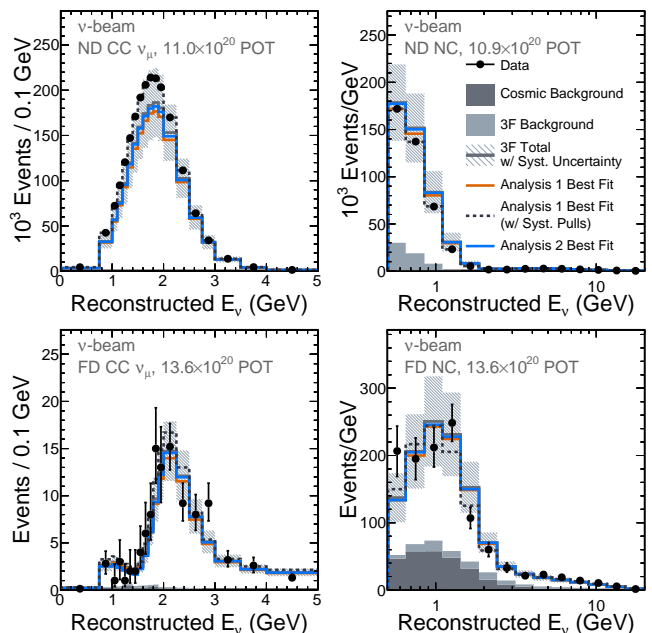 ν-beam
ND CC νμ, 11.0×10²⁰ POT
10³ Events / 0.1 GeV
250
200
150
100
50
0
0 1 2 3 4 5
Reconstructed Eν (GeV)
ν-beam
ND NC, 10.9×10²⁰ POT
Data
Cosmic Background
3F Background
3F Total
w/ Syst. Uncertainty
Analysis 1 Best Fit
Analysis 1 Best Fit
(w/ Syst. Pulls)
Analysis 2 Best Fit
10³ Events/GeV
250
200
150
100
50
0
1 10
Reconstructed Eν (GeV)
ν-beam
FD CC νμ, 13.6×10²⁰ POT
Events / 0.1 GeV
25
20
15
10
5
0
0 1 2 3 4 5
Reconstructed Eν (GeV)
ν-beam
FD NC, 13.6×10²⁰ POT
Events/GeV
300
200
100
0
1 10
Reconstructed Eν (GeV)